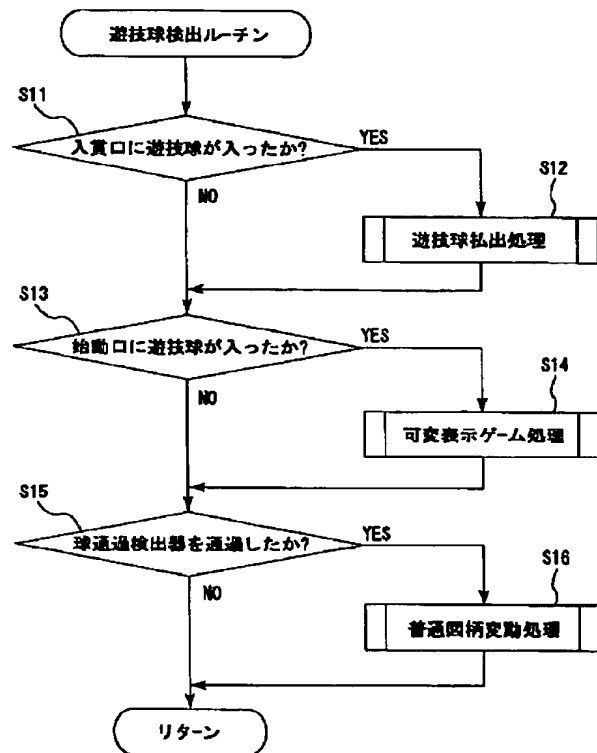 遊技球検出ルーチン
S11
入賞口に遊技球が入ったか?
YES
NO
S12
遊技球払出処理
S13
始動口に遊技球が入ったか?
YES
NO
S14
可変表示ゲーム処理
S15
球通過検出器を通過したか?
YES
NO
S16
普通図柄変動処理
リターン